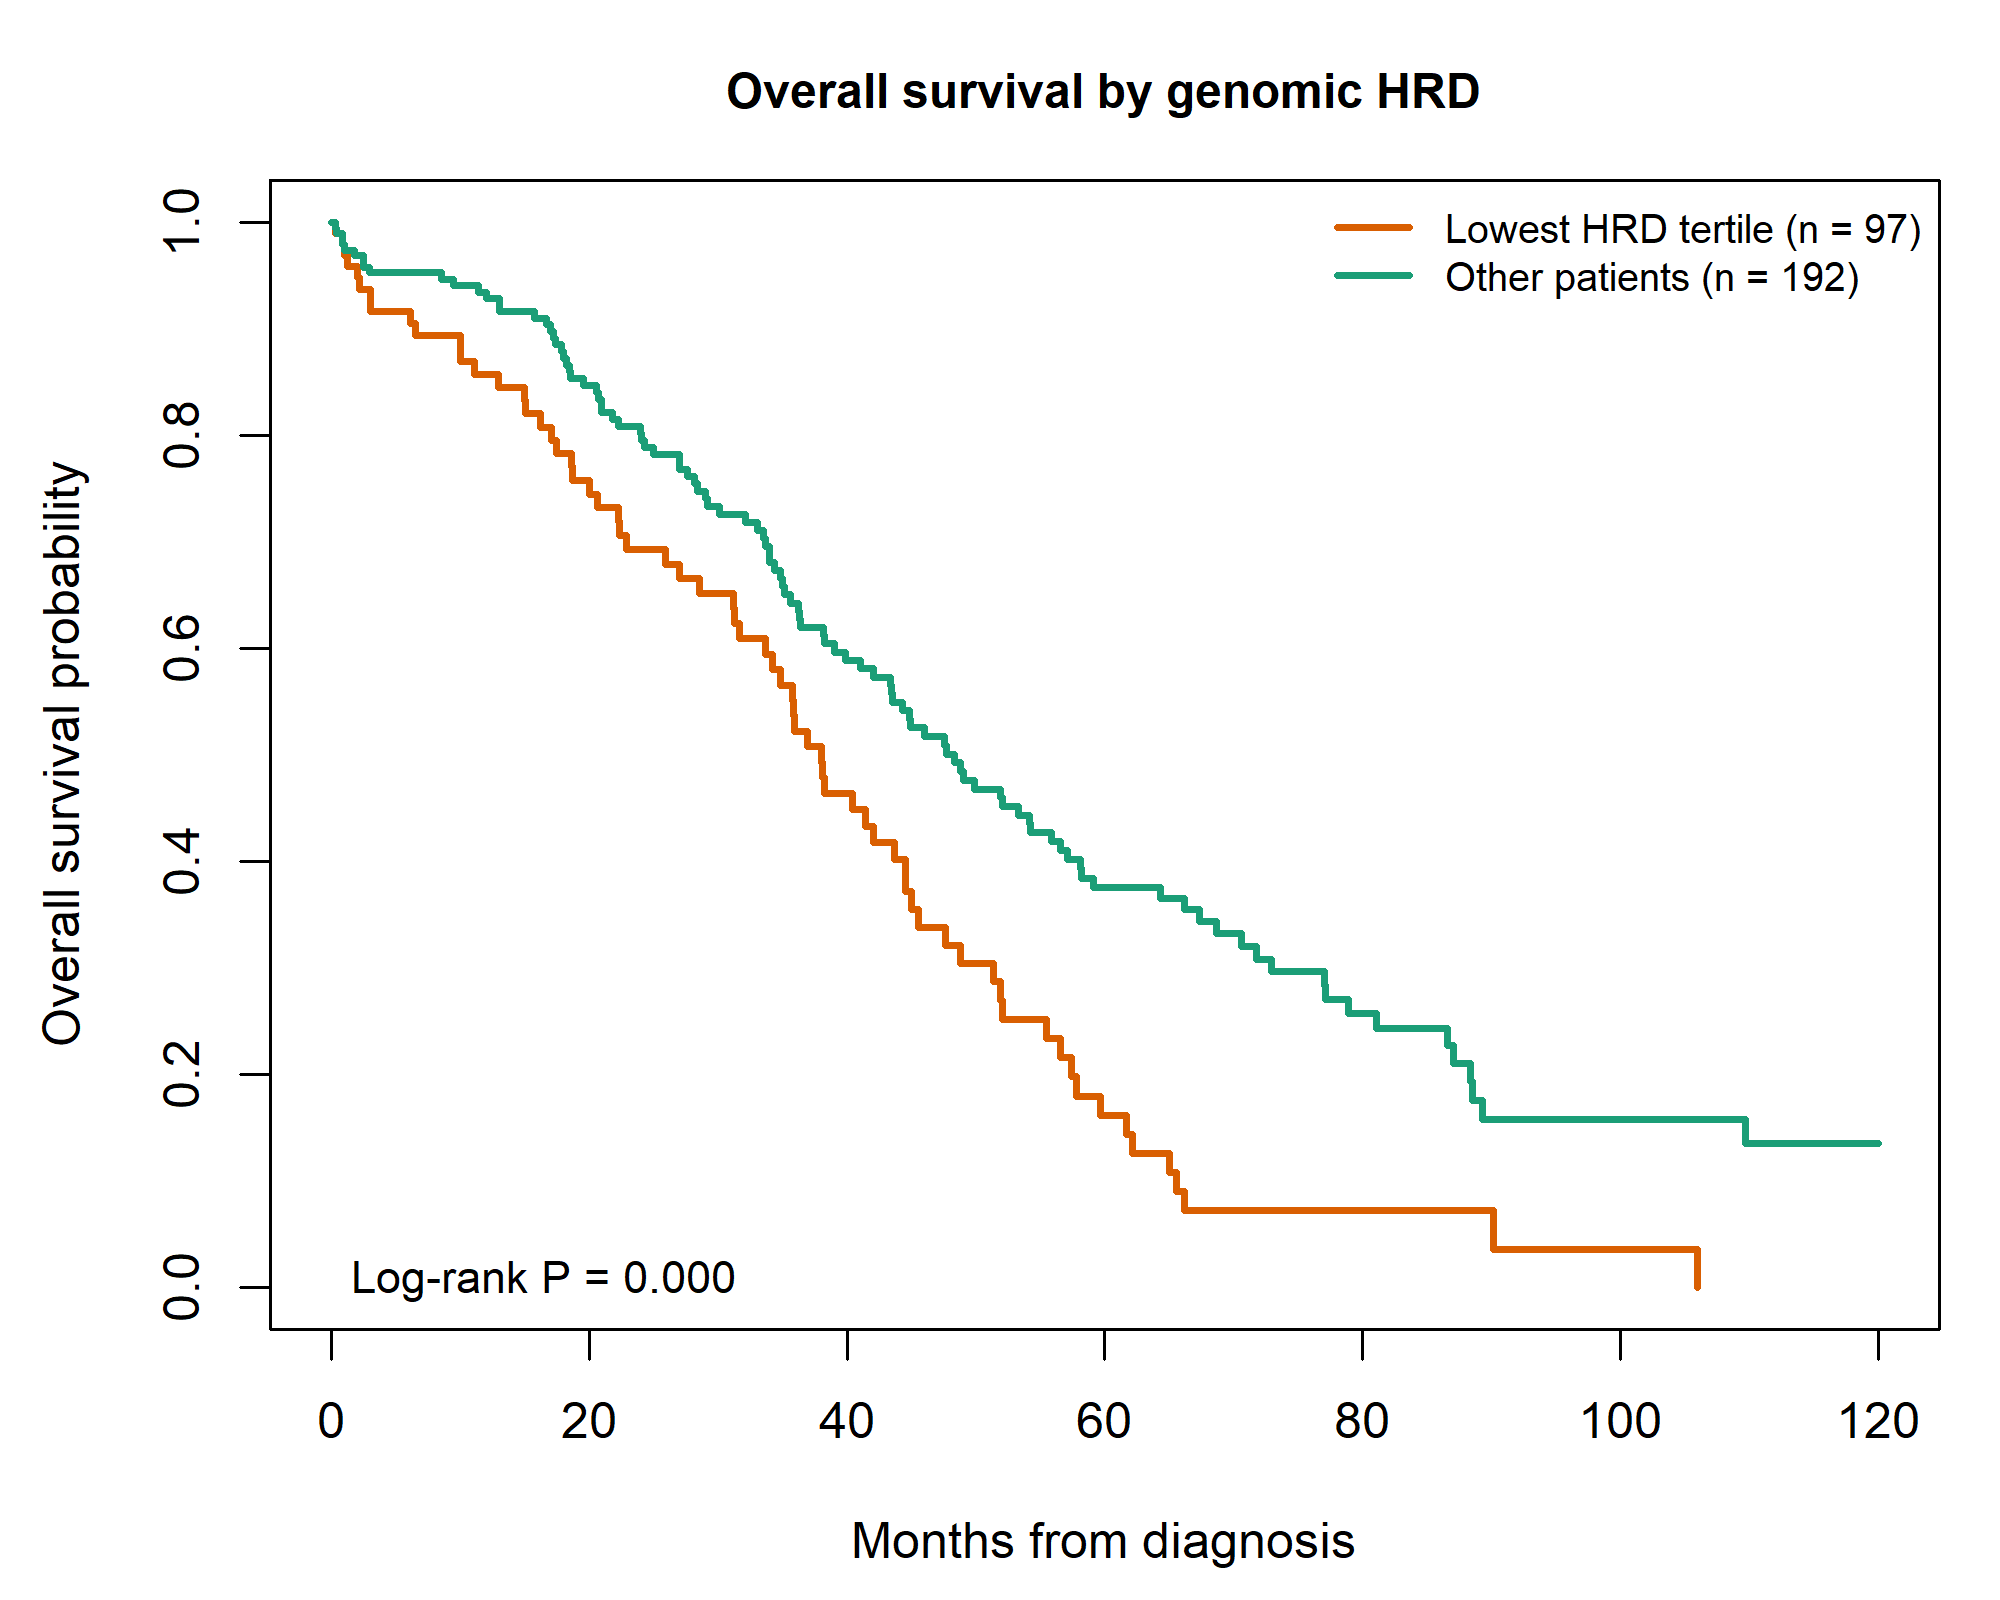 Overall survival by genomic HRD
Lowest HRD tertile (n = 97)
Other patients (n = 192)
Overall survival probability
1.0
0.8
0.6
0.4
0.2
0.0
Log-rank P = 0.000
0 20 40 60 80 100 120
Months from diagnosis